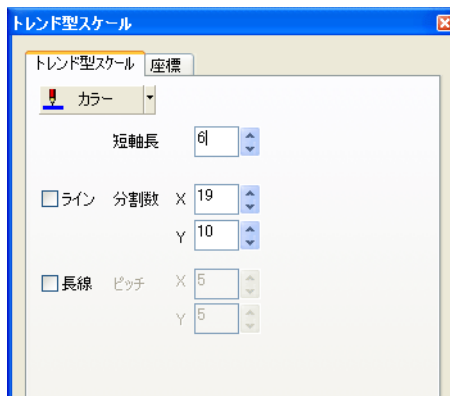 トレンド型スケール
トレンド型スケール 座標
カラー
短軸長 6
ライン 分割数 X 19
Y 10
長線 ピッチ X 5
Y 5